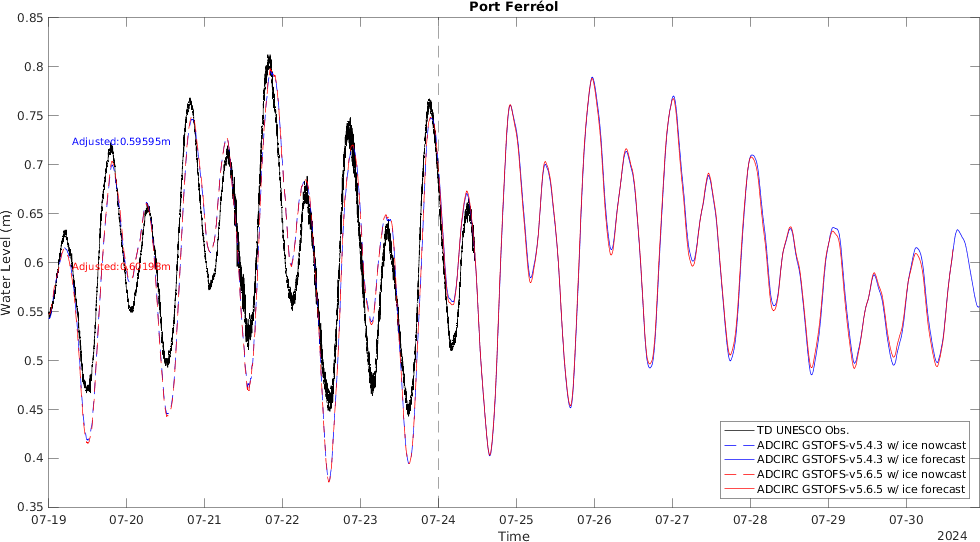 Port Ferréol
0.85
0.8
0.75
0.7
0.65
0.6
0.55
0.5
0.45
0.4
0.35
Water Level (m)
Adjusted:0.59595m
Adjusted:0.60193m
TD UNESCO Obs.
ADCIRC GSTOFS-v5.4.3 w/ ice nowcast
ADCIRC GSTOFS-v5.4.3 w/ ice forecast
ADCIRC GSTOFS-v5.6.5 w/ ice nowcast
ADCIRC GSTOFS-v5.6.5 w/ ice forecast
07-19 07-20 07-21 07-22 07-23 07-24 07-25 07-26 07-27 07-28 07-29 07-30
Time
2024